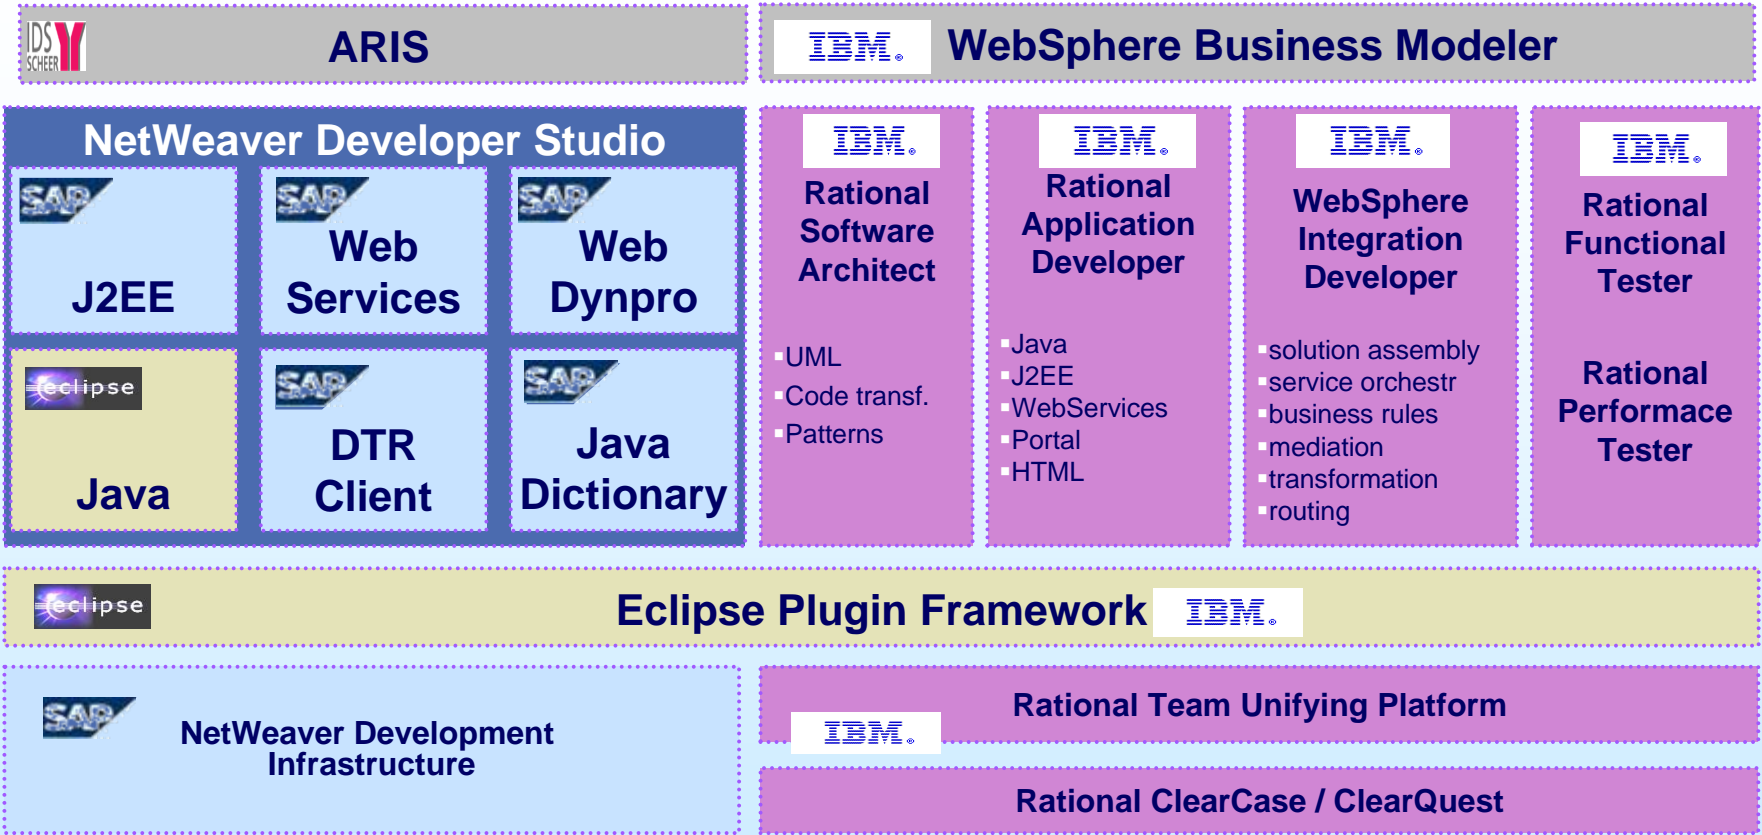 IDS
SCHEER
ARIS
IBM®
WebSphere Business Modeler
NetWeaver Developer Studio
SAP
J2EE
SAP
Web
Services
SAP
Web
Dynpro
eclipse
Java
SAP
DTR
Client
SAP
Java
Dictionary
IBM®
Rational
Software
Architect
▪UML
▪Code transf.
▪Patterns
IBM®
Rational
Application
Developer
▪Java
▪J2EE
▪WebServices
▪Portal
▪HTML
IBM®
WebSphere
Integration
Developer
▪solution assembly
▪service orchestr
▪business rules
▪mediation
▪transformation
▪routing
IBM®
Rational
Functional
Tester
Rational
Performace
Tester
eclipse
Eclipse Plugin Framework
IBM®
SAP
NetWeaver Development
Infrastructure
Rational Team Unifying Platform
IBM®
Rational ClearCase / ClearQuest